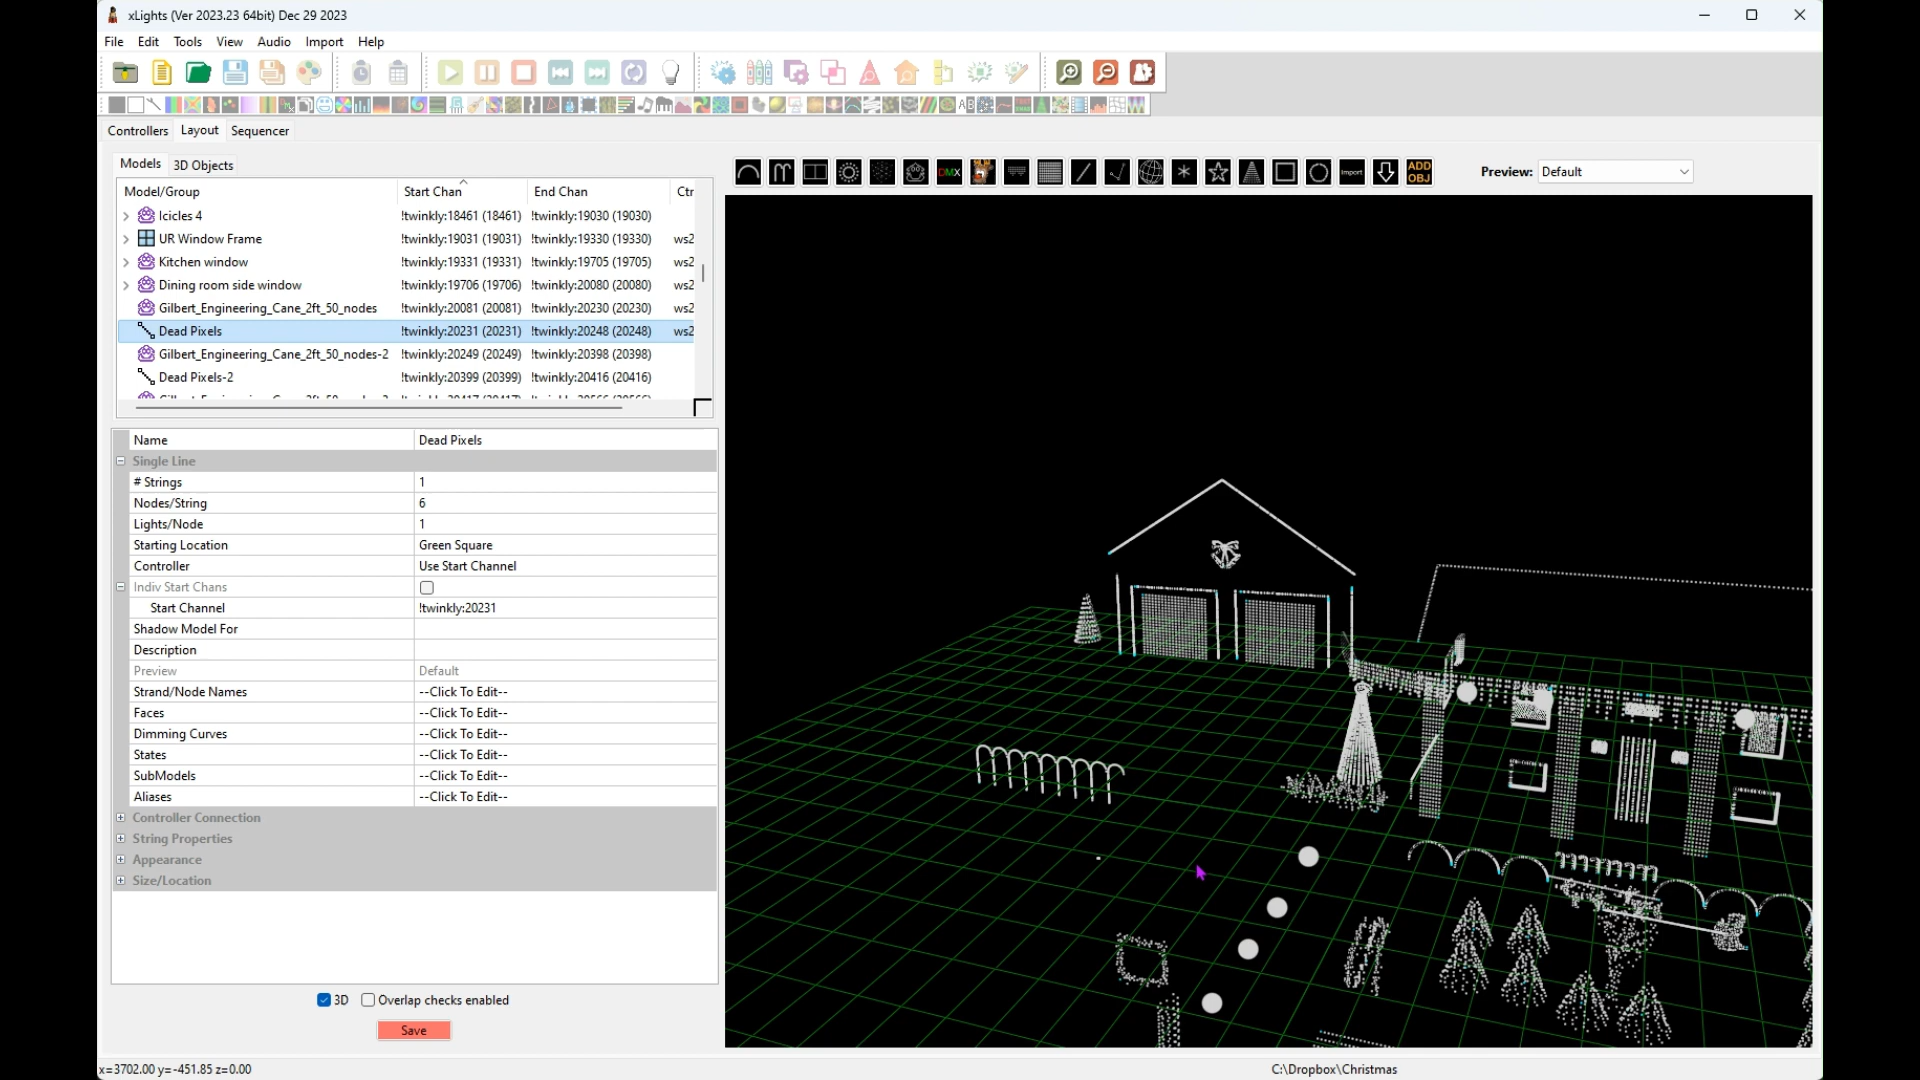 xLights (Ver 2023.23 64bit) Dec 29 2023
File Edit Tools View Audio Import Help
Controllers Layout Sequencer
Models 3D Objects
DMX Import ADD OBJ Preview: Default
Model/Group Start Chan End Chan Ctr
Icicles 4 !twinkly:18461 (18461) !twinkly:19030 (19030)
UR Window Frame !twinkly:19031 (19031) !twinkly:19330 (19330) ws2
Kitchen window !twinkly:19331 (19331) !twinkly:19705 (19705) ws2
Dining room side window !twinkly:19706 (19706) !twinkly:20080 (20080) ws2
Gilbert_Engineering_Cane_2ft_50_nodes !twinkly:20081 (20081) !twinkly:20230 (20230) ws2
Dead Pixels !twinkly:20231 (20231) !twinkly:20248 (20248) ws2
Gilbert_Engineering_Cane_2ft_50_nodes-2 !twinkly:20249 (20249) !twinkly:20398 (20398)
Dead Pixels-2 !twinkly:20399 (20399) !twinkly:20416 (20416)
Name Dead Pixels
Single Line
# Strings 1
Nodes/String 6
Lights/Node 1
Starting Location Green Square
Controller Use Start Channel
Indiv Start Chans
Start Channel !twinkly:20231
Shadow Model For
Description
Preview Default
Strand/Node Names --Click To Edit--
Faces --Click To Edit--
Dimming Curves --Click To Edit--
States --Click To Edit--
SubModels --Click To Edit--
Aliases --Click To Edit--
Controller Connection
String Properties
Appearance
Size/Location
3D Overlap checks enabled
Save
x=3702.00 y=-451.85 z=0.00 C:\Dropbox\Christmas